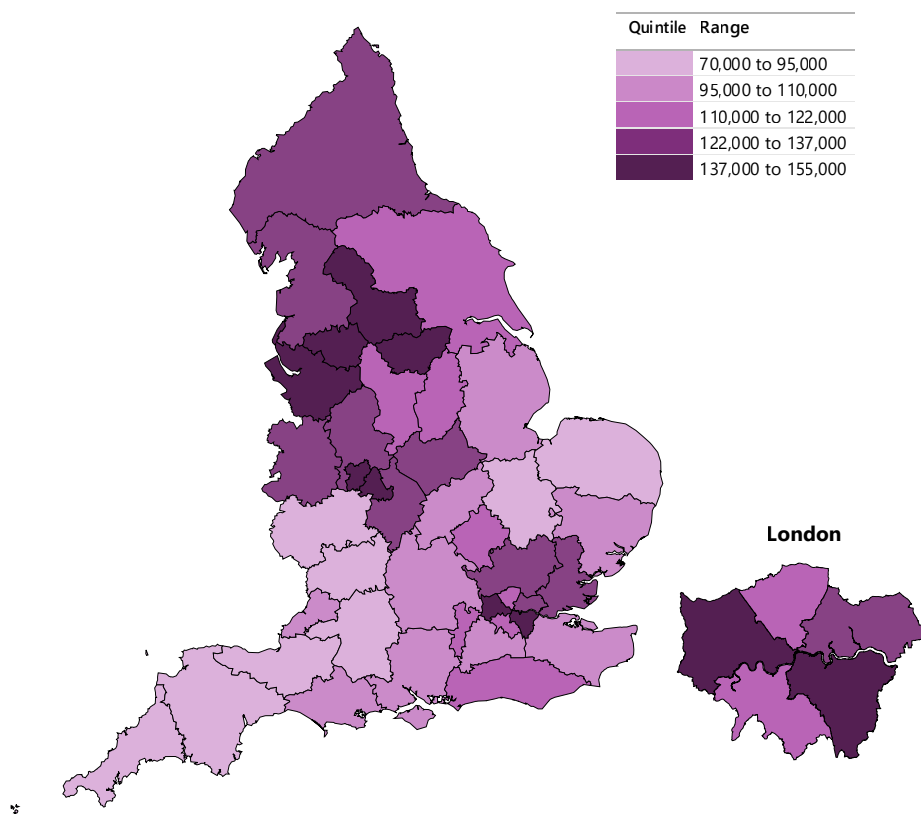 Quintile Range
70,000 to 95,000
95,000 to 110,000
110,000 to 122,000
122,000 to 137,000
137,000 to 155,000
London